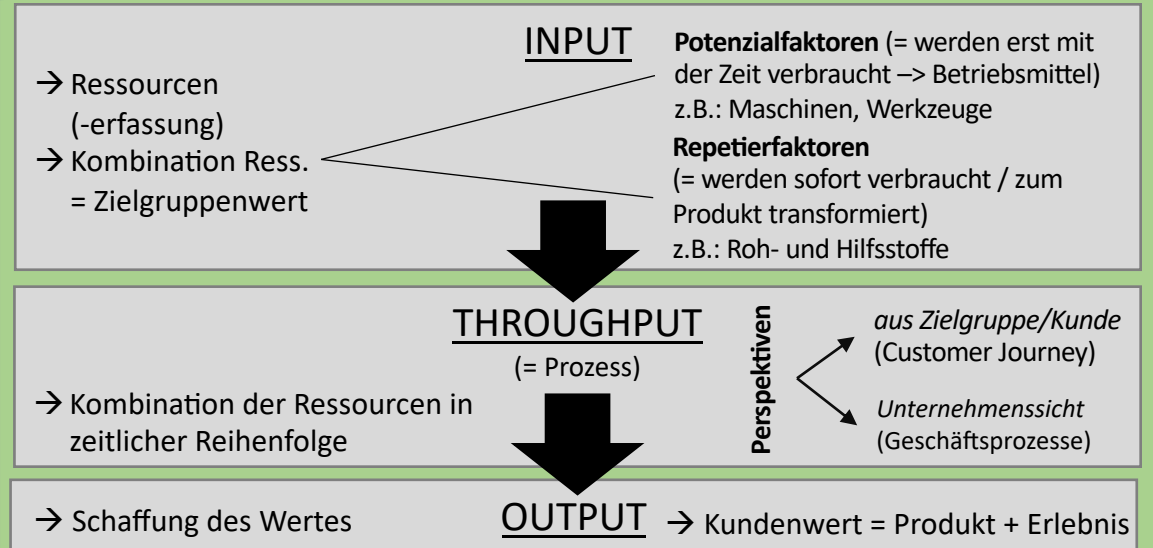 INPUT
→ Ressourcen
(-erfassung)
→ Kombination Ress.
= Zielgruppenwert
Potenzialfaktoren (= werden erst mit
der Zeit verbraucht –> Betriebsmittel)
z.B.: Maschinen, Werkzeuge
Repetierfaktoren
(= werden sofort verbraucht / zum
Produkt transformiert)
z.B.: Roh- und Hilfsstoffe
THROUGHPUT
(= Prozess)
→ Kombination der Ressourcen in
zeitlicher Reihenfolge
Perspektiven
aus Zielgruppe/Kunde
(Customer Journey)
Unternehmenssicht
(Geschäftsprozesse)
→ Schaffung des Wertes
OUTPUT
→ Kundenwert = Produkt + Erlebnis